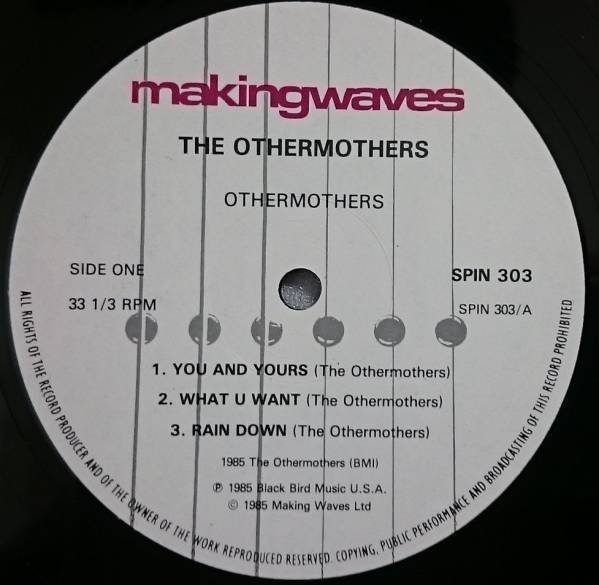 makingwaves
THE OTHERMOTHERS
OTHERMOTHERS
SIDE ONE
SPIN 303
33 1/3 RPM
SPIN 303/A
1. YOU AND YOURS (The Othermothers)
2. WHAT U WANT (The Othermothers)
3. RAIN DOWN (The Othermothers)
1985 The Othermothers (BMI)
℗ 1985 Black Bird Music U.S.A.
© 1985 Making Waves Ltd
ALL RIGHTS OF THE RECORD PRODUCER AND OF THE OWNER OF THE WORK REPRODUCED RESERVED. COPYING, PUBLIC PERFORMANCE AND BROADCASTING OF THIS RECORD PROHIBITED